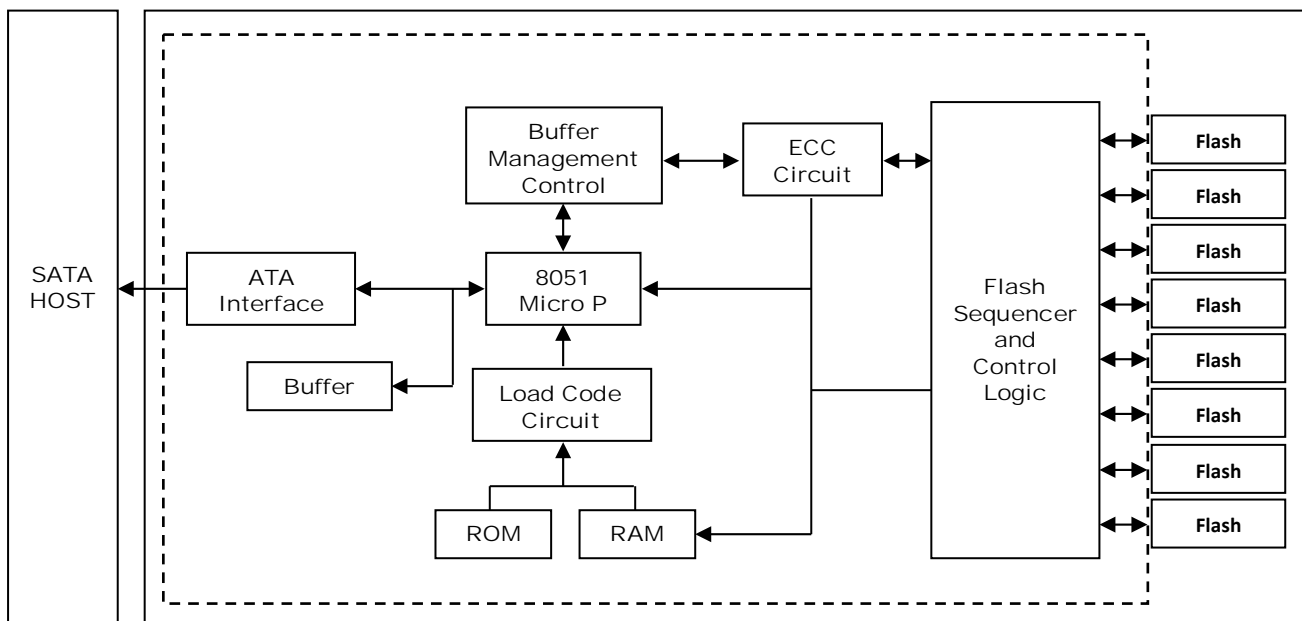 SATA
HOST
ATA
Interface
Buffer
Buffer
Management
Control
8051
Micro P
Load Code
Circuit
ROM
RAM
ECC
Circuit
Flash
Sequencer
and
Control
Logic
Flash
Flash
Flash
Flash
Flash
Flash
Flash
Flash